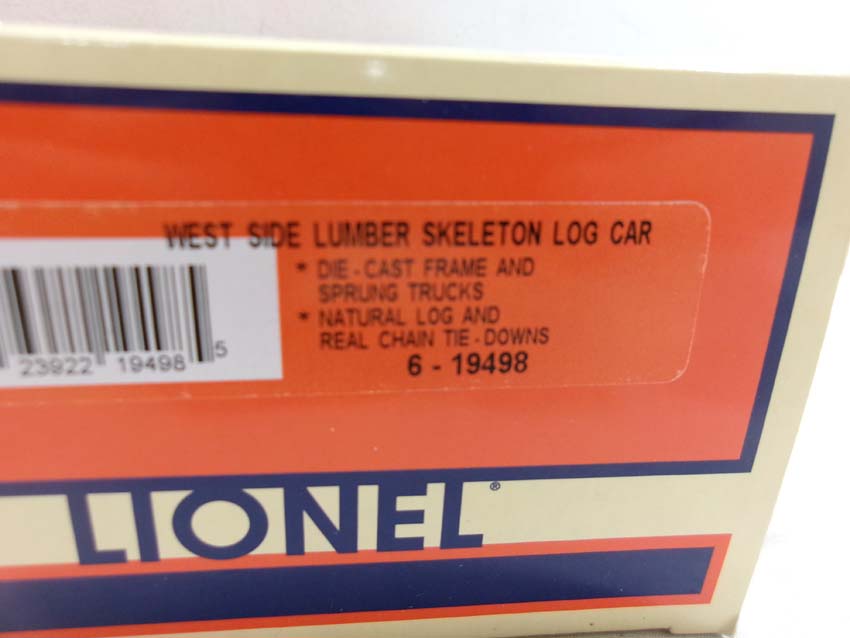 WEST SIDE LUMBER SKELETON LOG CAR
* DIE-CAST FRAME AND
SPRUNG TRUCKS
* NATURAL LOG AND
REAL CHAIN TIE-DOWNS
6 - 19498
23922 19498 5
LIONEL®